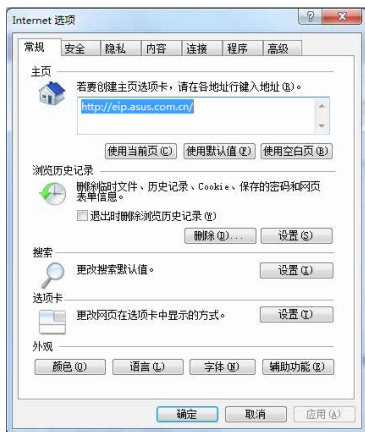 Internet 选项
常规 安全 隐私 内容 连接 程序 高级
主页
若要创建主页选项卡，请在各地址行键入地址(R)。
http://eip.asus.com.cn/
使用当前页(C) 使用默认值(F) 使用空白页(B)
浏览历史记录
删除临时文件、历史记录、Cookie、保存的密码和网页
表单信息。
退出时删除浏览历史记录(W)
删除(D)... 设置(S)
搜索
更改搜索默认值。 设置(I)
选项卡
更改网页在选项卡中显示的方式。 设置(T)
外观
颜色(O) 语言(L) 字体(N) 辅助功能(E)
确定 取消 应用(A)